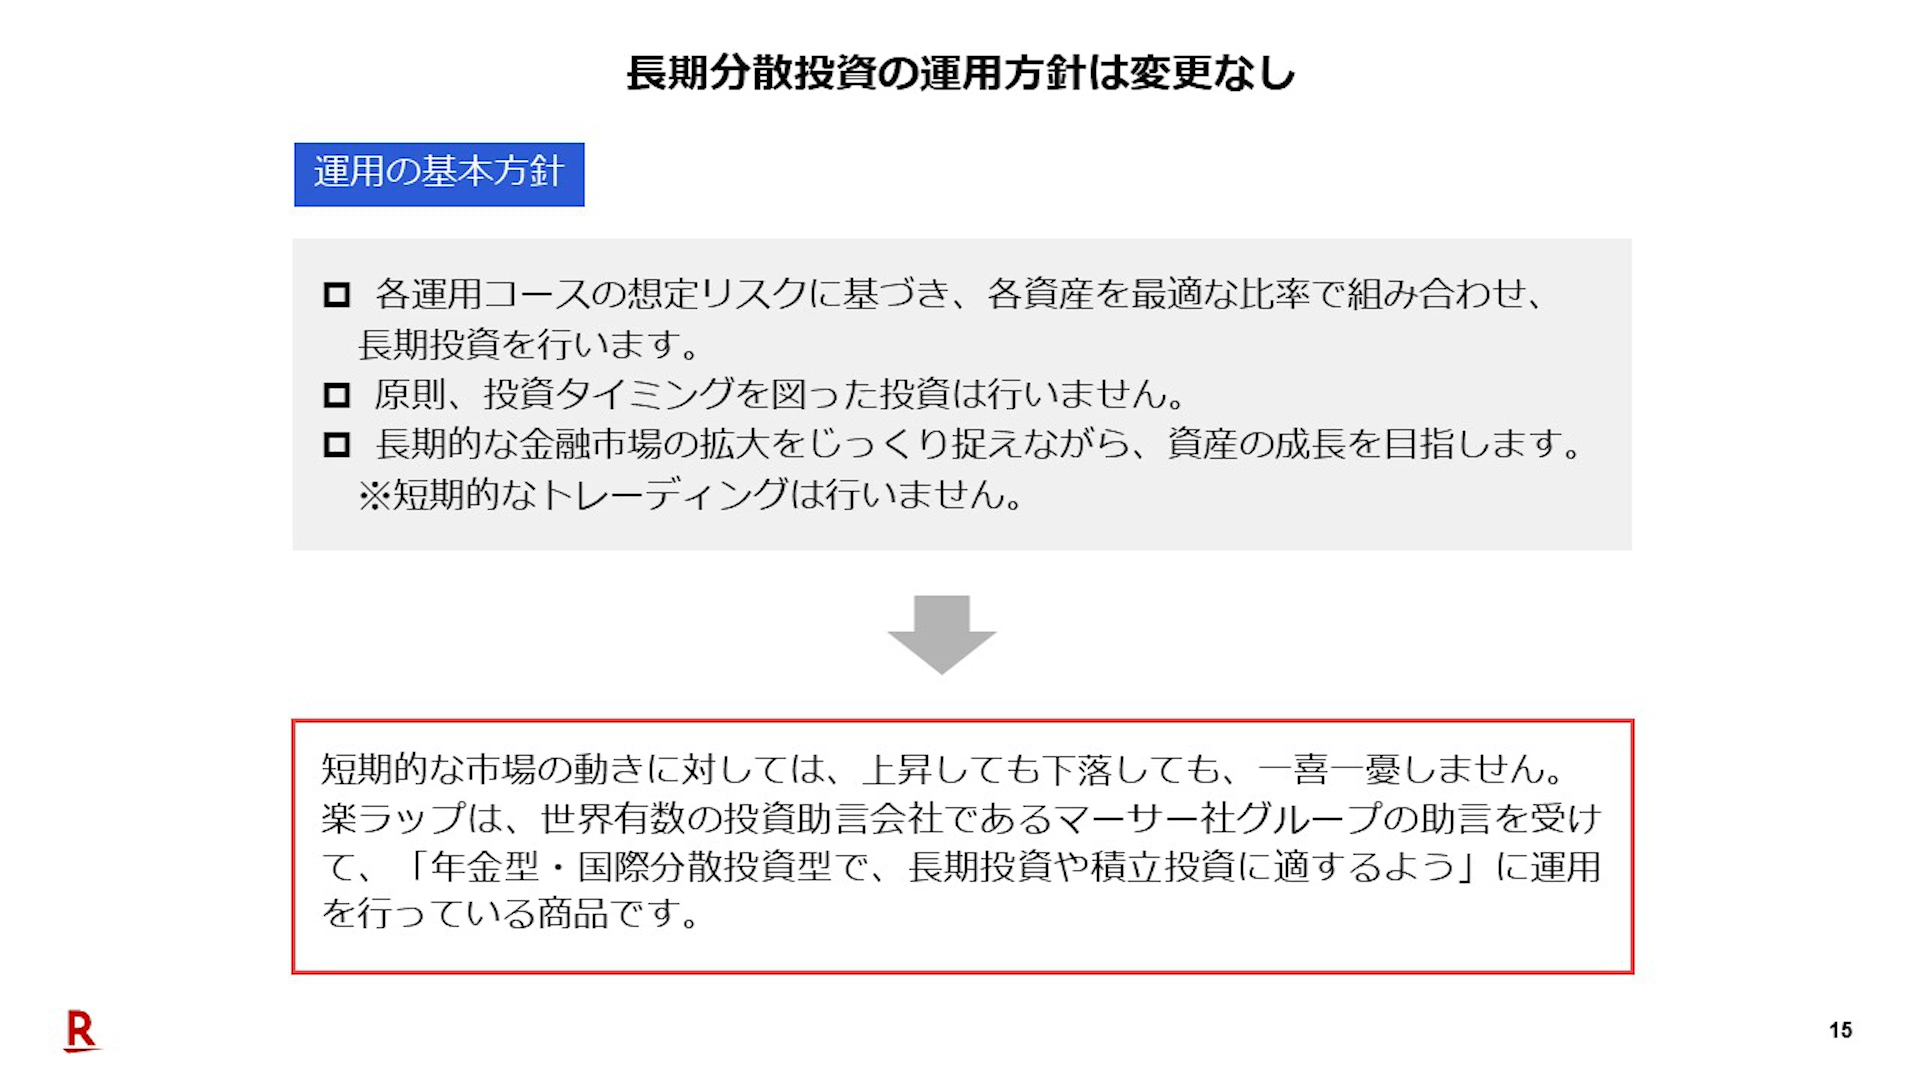 長期分散投資の運用方針は変更なし
運用の基本方針
各運用コースの想定リスクに基づき、各資産を最適な比率で組み合わせ、
長期投資を行います。
原則、投資タイミングを図った投資は行いません。
長期的な金融市場の拡大をじっくり捉えながら、資産の成長を目指します。
※短期的なトレーディングは行いません。
短期的な市場の動きに対しては、上昇しても下落しても、一喜一憂しません。
楽ラップは、世界有数の投資助言会社であるマーサー社グループの助言を受け
て、「年金型・国際分散投資型で、長期投資や積立投資に適するよう」に運用
を行っている商品です。
R
15